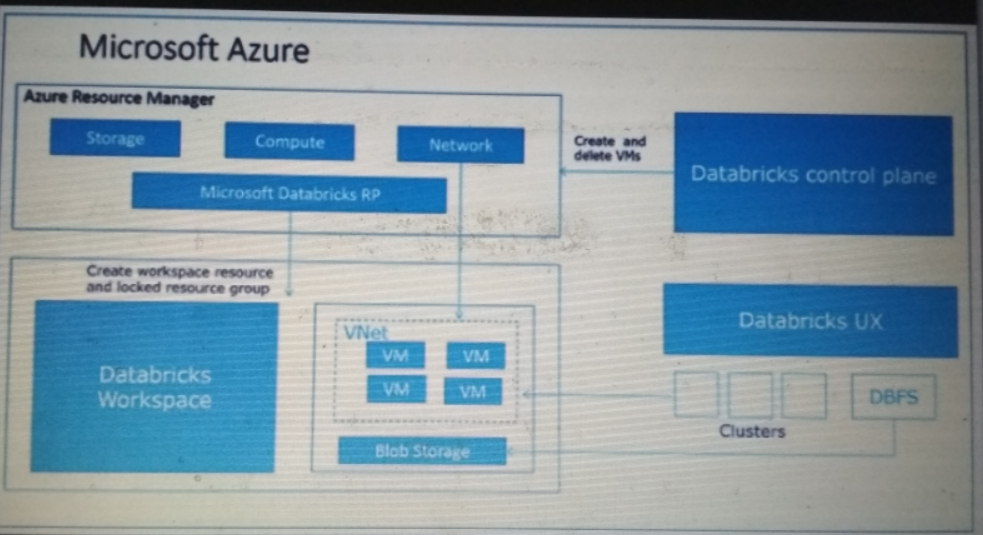 Microsoft Azure
Azure Resource Manager
Storage
Compute
Network
Microsoft Databricks RP
Create and
delete VMs
Databricks control plane
Create workspace resource
and locked resource group
Databricks
Workspace
VNet
VM
VM
VM
VM
Blob Storage
Databricks UX
Clusters
DBFS